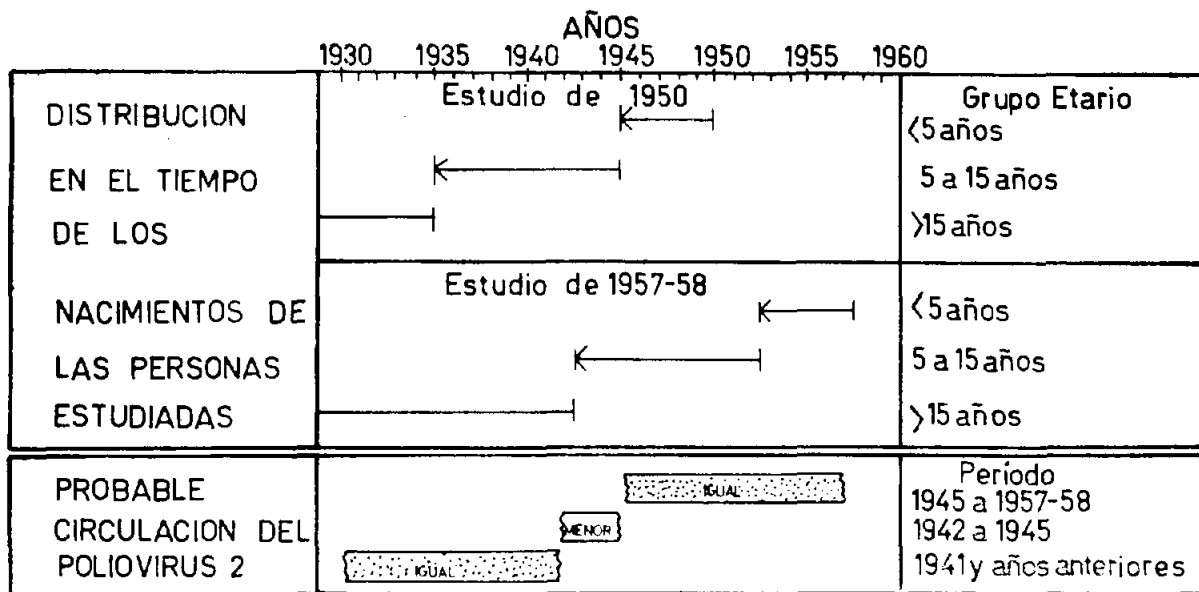 AÑOS
1930 1935 1940 1945 1950 1955 1960
DISTRIBUCION
EN EL TIEMPO
DE LOS
NACIMIENTOS DE
LAS PERSONAS
ESTUDIADAS
Estudio de 1950
Grupo Etario
<5 años
5 a 15 años
>15 años
Estudio de 1957-58
<5 años
5 a 15 años
>15 años
PROBABLE
CIRCULACION DEL
POLIOVIRUS 2
IGUAL
MENOR
IGUAL
Período
1945 a 1957-58
1942 a 1945
1941 y años anteriores